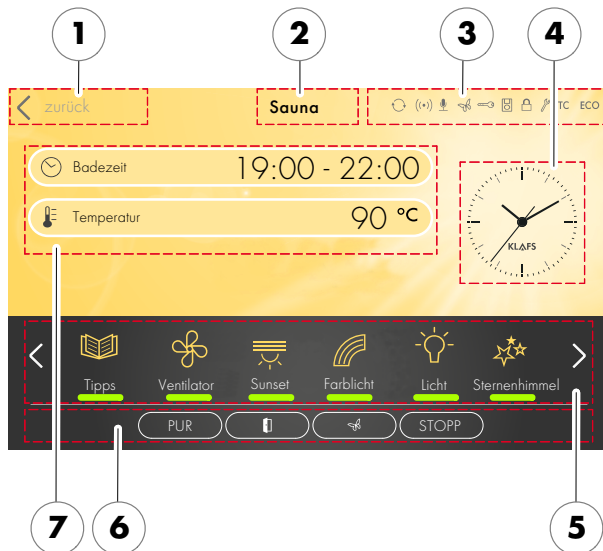 1 2 3 4
zurück Sauna TC ECO
Badezeit 19:00 - 22:00
Temperatur 90 °C
KLAFS
Tipps Ventilator Sunset Farblicht Licht Sternenhimmel
PUR STOPP
7 6 5